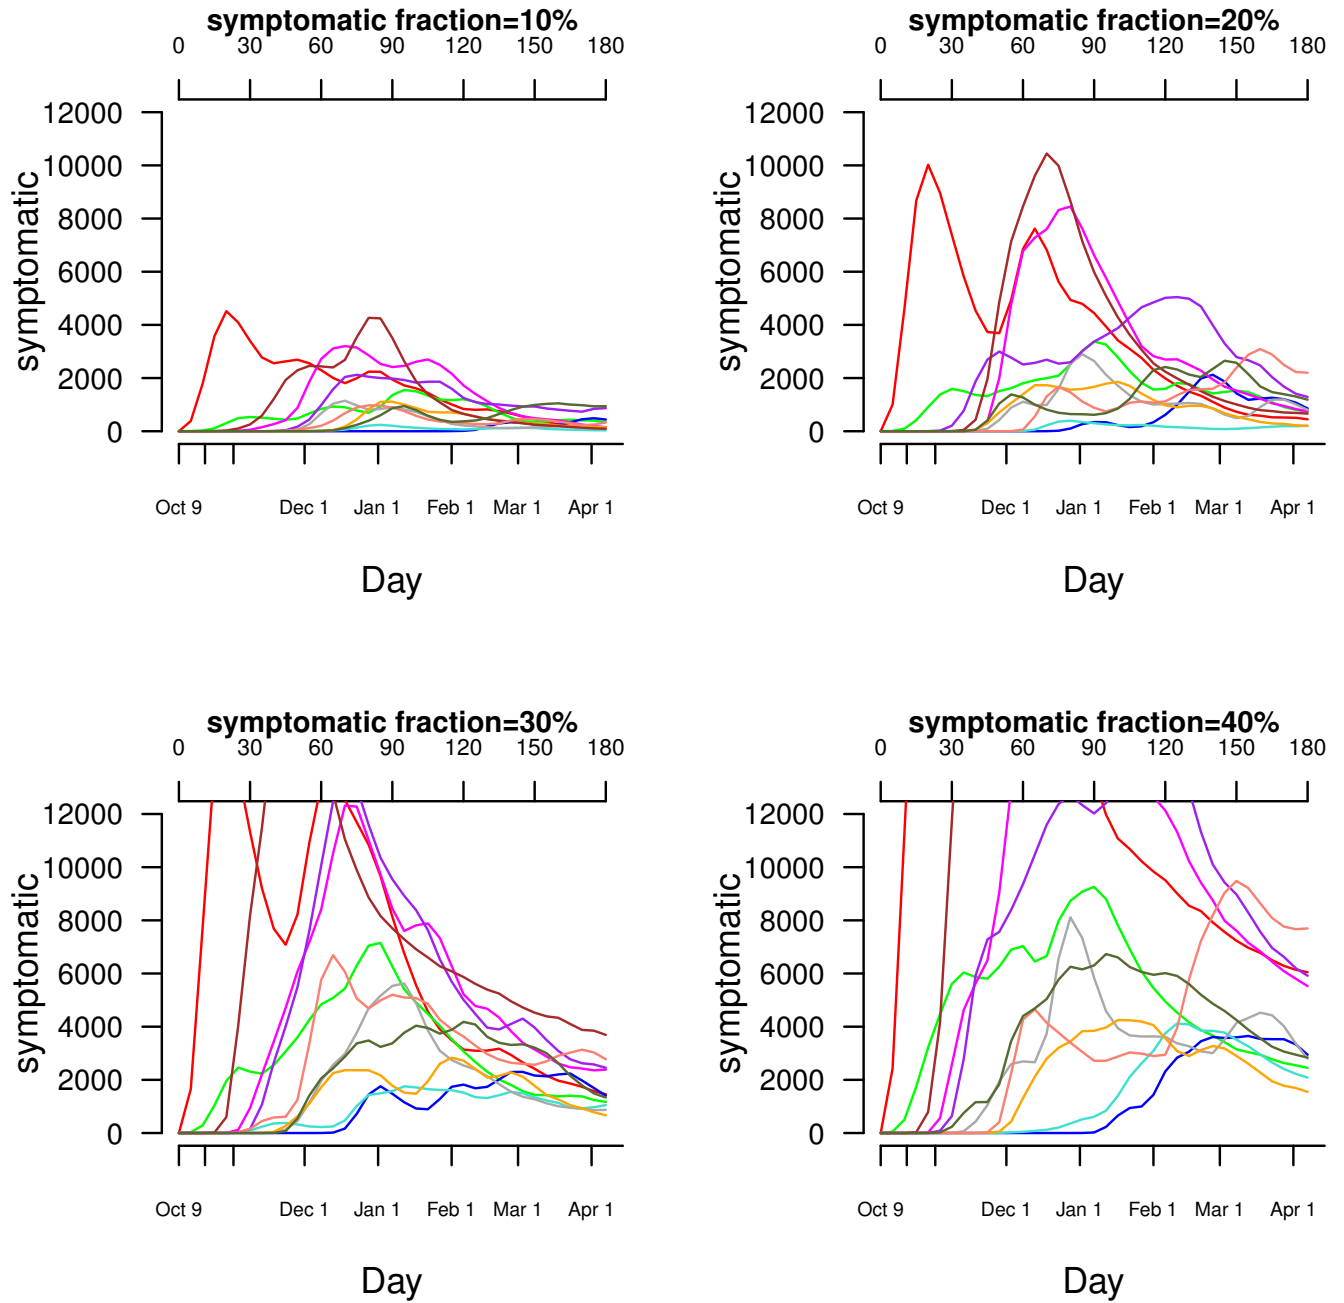 symptomatic fraction=10%
0 30 60 90 120 150 180
12000
10000
8000
6000
4000
2000
0
symptomatic
Oct 9 Dec 1 Jan 1 Feb 1 Mar 1 Apr 1
Day
symptomatic fraction=20%
0 30 60 90 120 150 180
12000
10000
8000
6000
4000
2000
0
symptomatic
Oct 9 Dec 1 Jan 1 Feb 1 Mar 1 Apr 1
Day
symptomatic fraction=30%
0 30 60 90 120 150 180
12000
10000
8000
6000
4000
2000
0
symptomatic
Oct 9 Dec 1 Jan 1 Feb 1 Mar 1 Apr 1
Day
symptomatic fraction=40%
0 30 60 90 120 150 180
12000
10000
8000
6000
4000
2000
0
symptomatic
Oct 9 Dec 1 Jan 1 Feb 1 Mar 1 Apr 1
Day